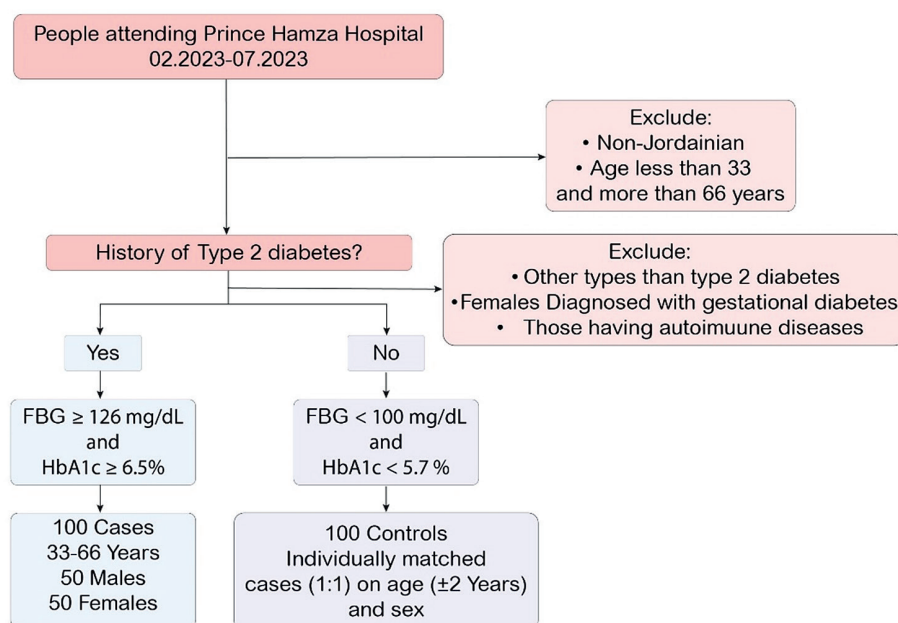 People attending Prince Hamza Hospital
02.2023-07.2023
Exclude:
• Non-Jordainian
• Age less than 33
and more than 66 years
History of Type 2 diabetes?
Exclude:
• Other types than type 2 diabetes
•Females Diagnosed with gestational diabetes
• Those having autoimuune diseases
Yes
No
FBG ≥ 126 mg/dL
and
HbA1c ≥ 6.5%
FBG < 100 mg/dL
and
HbA1c < 5.7 %
100 Cases
33-66 Years
50 Males
50 Females
100 Controls
Individually matched
cases (1:1) on age (±2 Years)
and sex